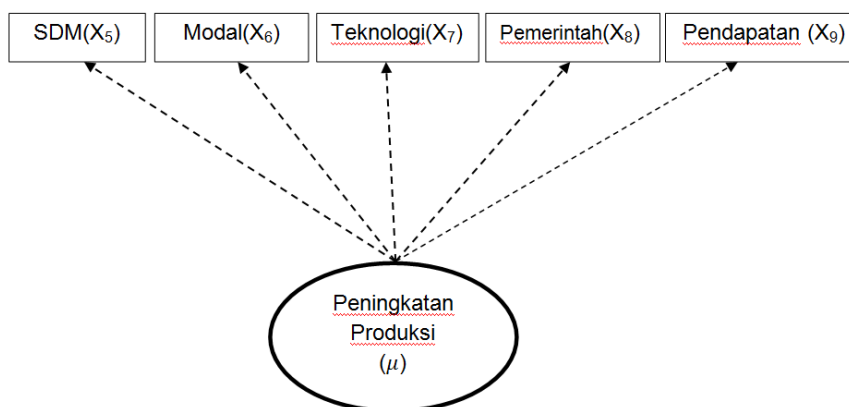 SDM(X₅)
Modal(X₆)
Teknologi(X₇)
Pemerintah(X₈)
Pendapatan (X₉)
Peningkatan
Produksi
(μ)